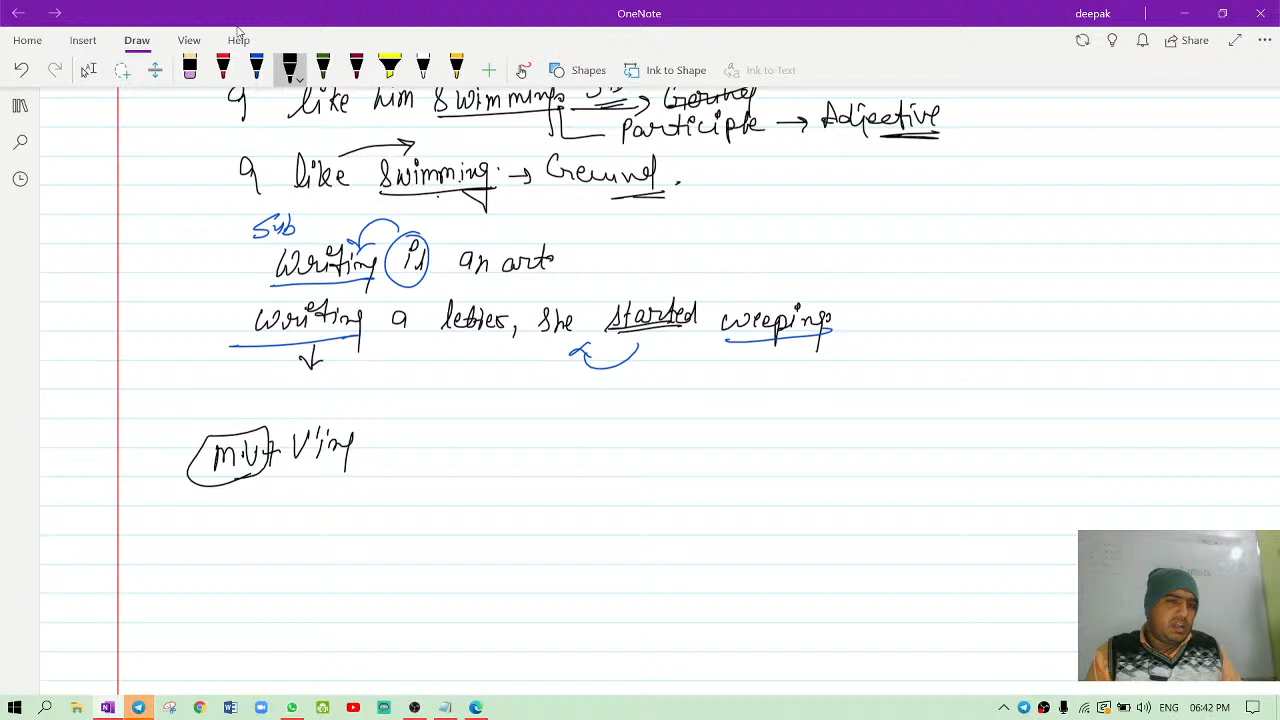 OneNote
deepak
Home Insert Draw View Help
Share
Shapes
Ink to Shape
Ink to Text
I like him swimming
Gerund
Participle → Adjective
I like swimming → Gerund.
Sub
Writing is an art
Writing a letter, she started weeping
M.V + V'ing
ENG
06:42 PM